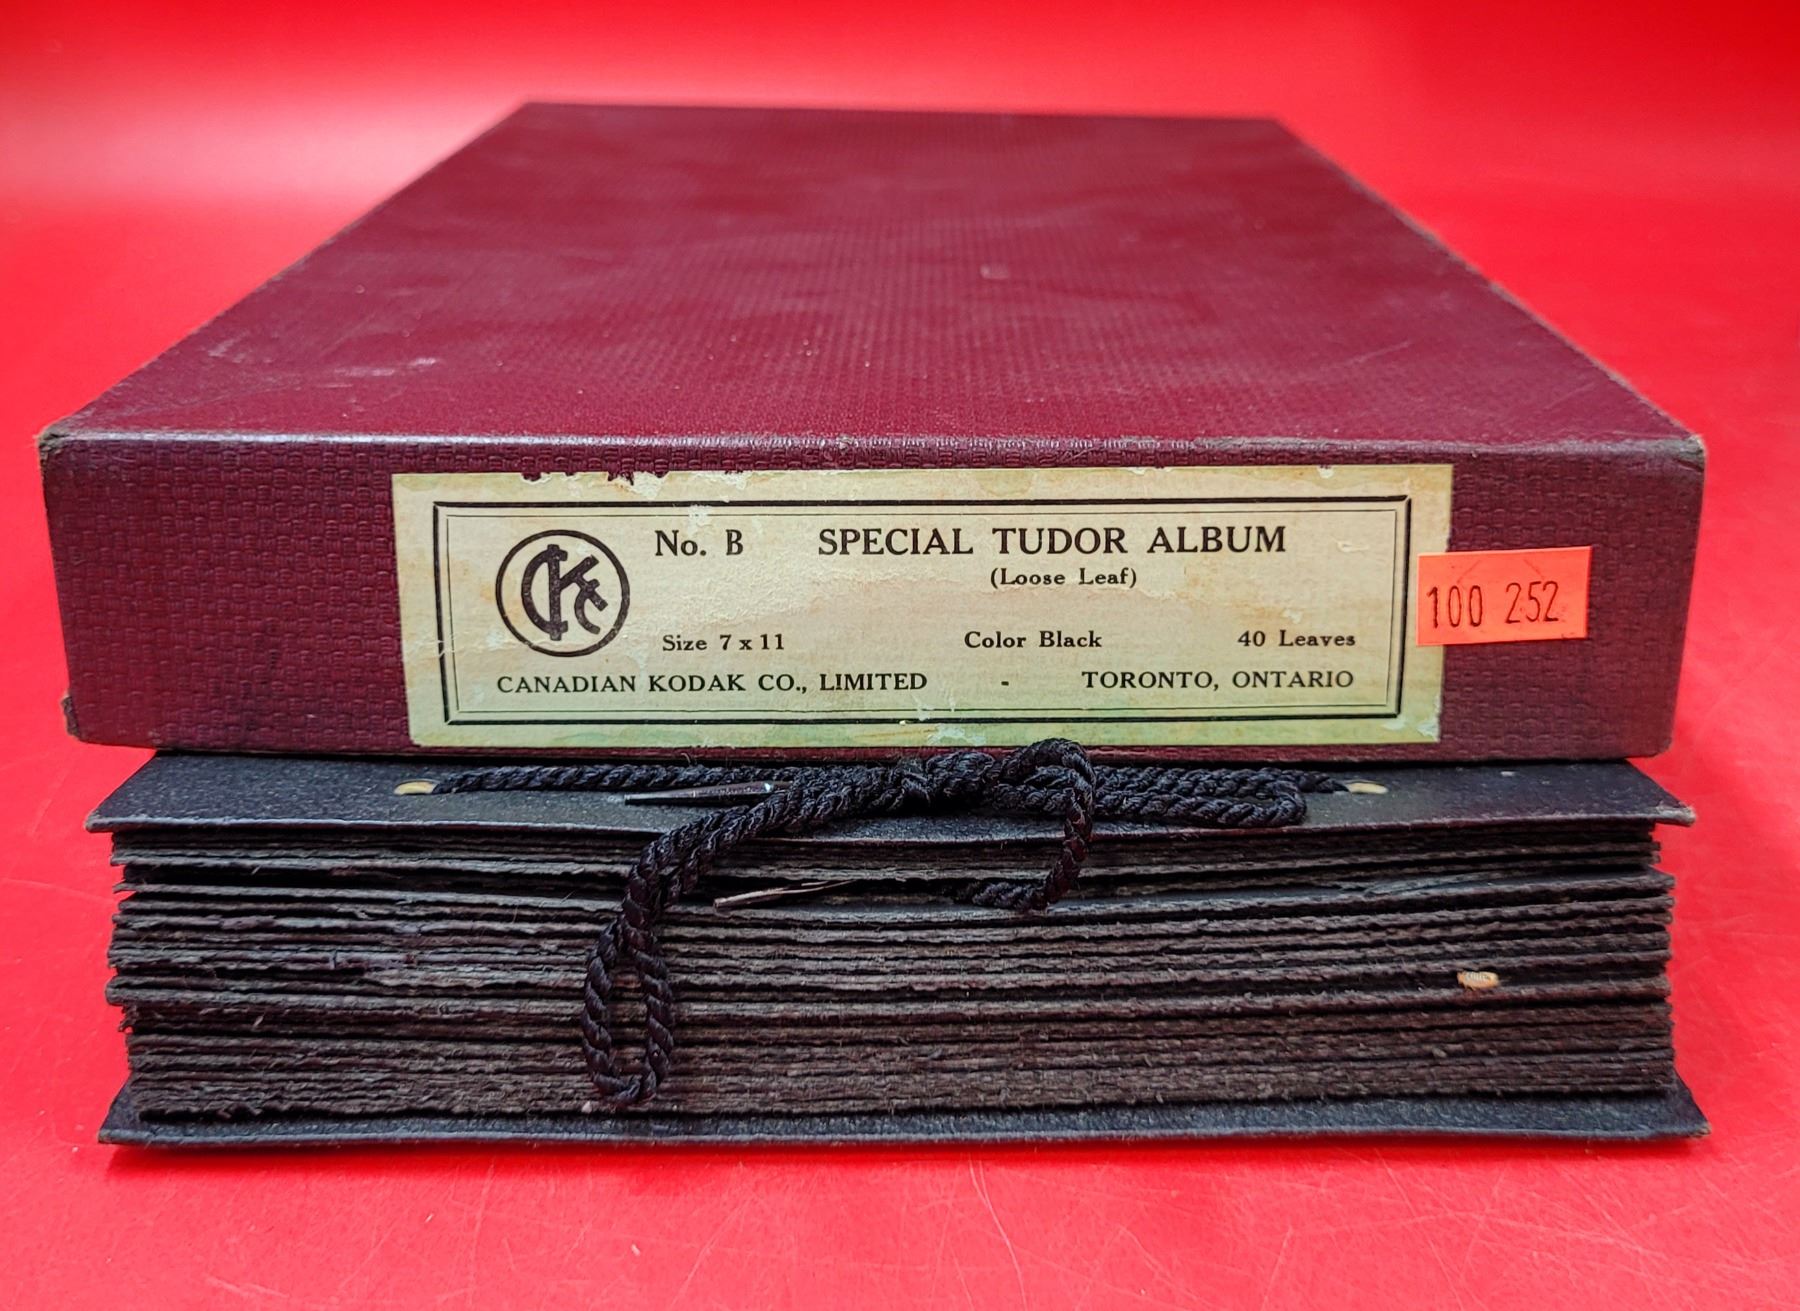 No. B SPECIAL TUDOR ALBUM
(Loose Leaf)
CKC
Size 7 x 11 Color Black 40 Leaves
CANADIAN KODAK CO., LIMITED - TORONTO, ONTARIO
100 252